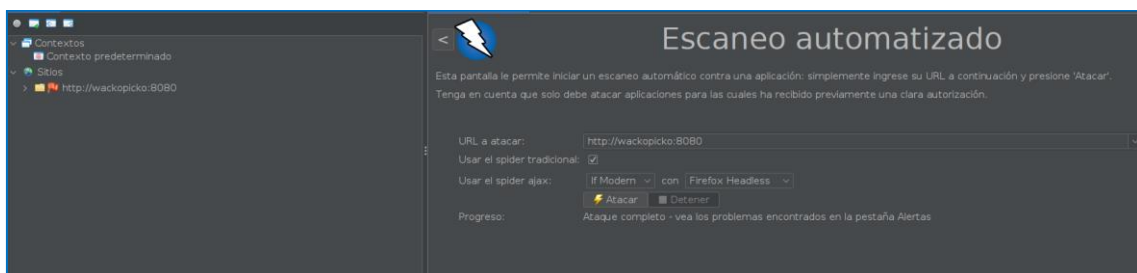 Contextos
Contexto predeterminado
Sitios
http://wackopicko:8080
<
Escaneo automatizado
Esta pantalla le permite iniciar un escaneo automático contra una aplicación: simplemente ingrese su URL a continuación y presione 'Atacar'.
Tenga en cuenta que solo debe atacar aplicaciones para las cuales ha recibido previamente una clara autorización.
URL a atacar: http://wackopicko:8080
Usar el spider tradicional:
Usar el spider ajax: If Modern con Firefox Headless
Atacar Detener
Progreso: Ataque completo - vea los problemas encontrados en la pestaña Alertas